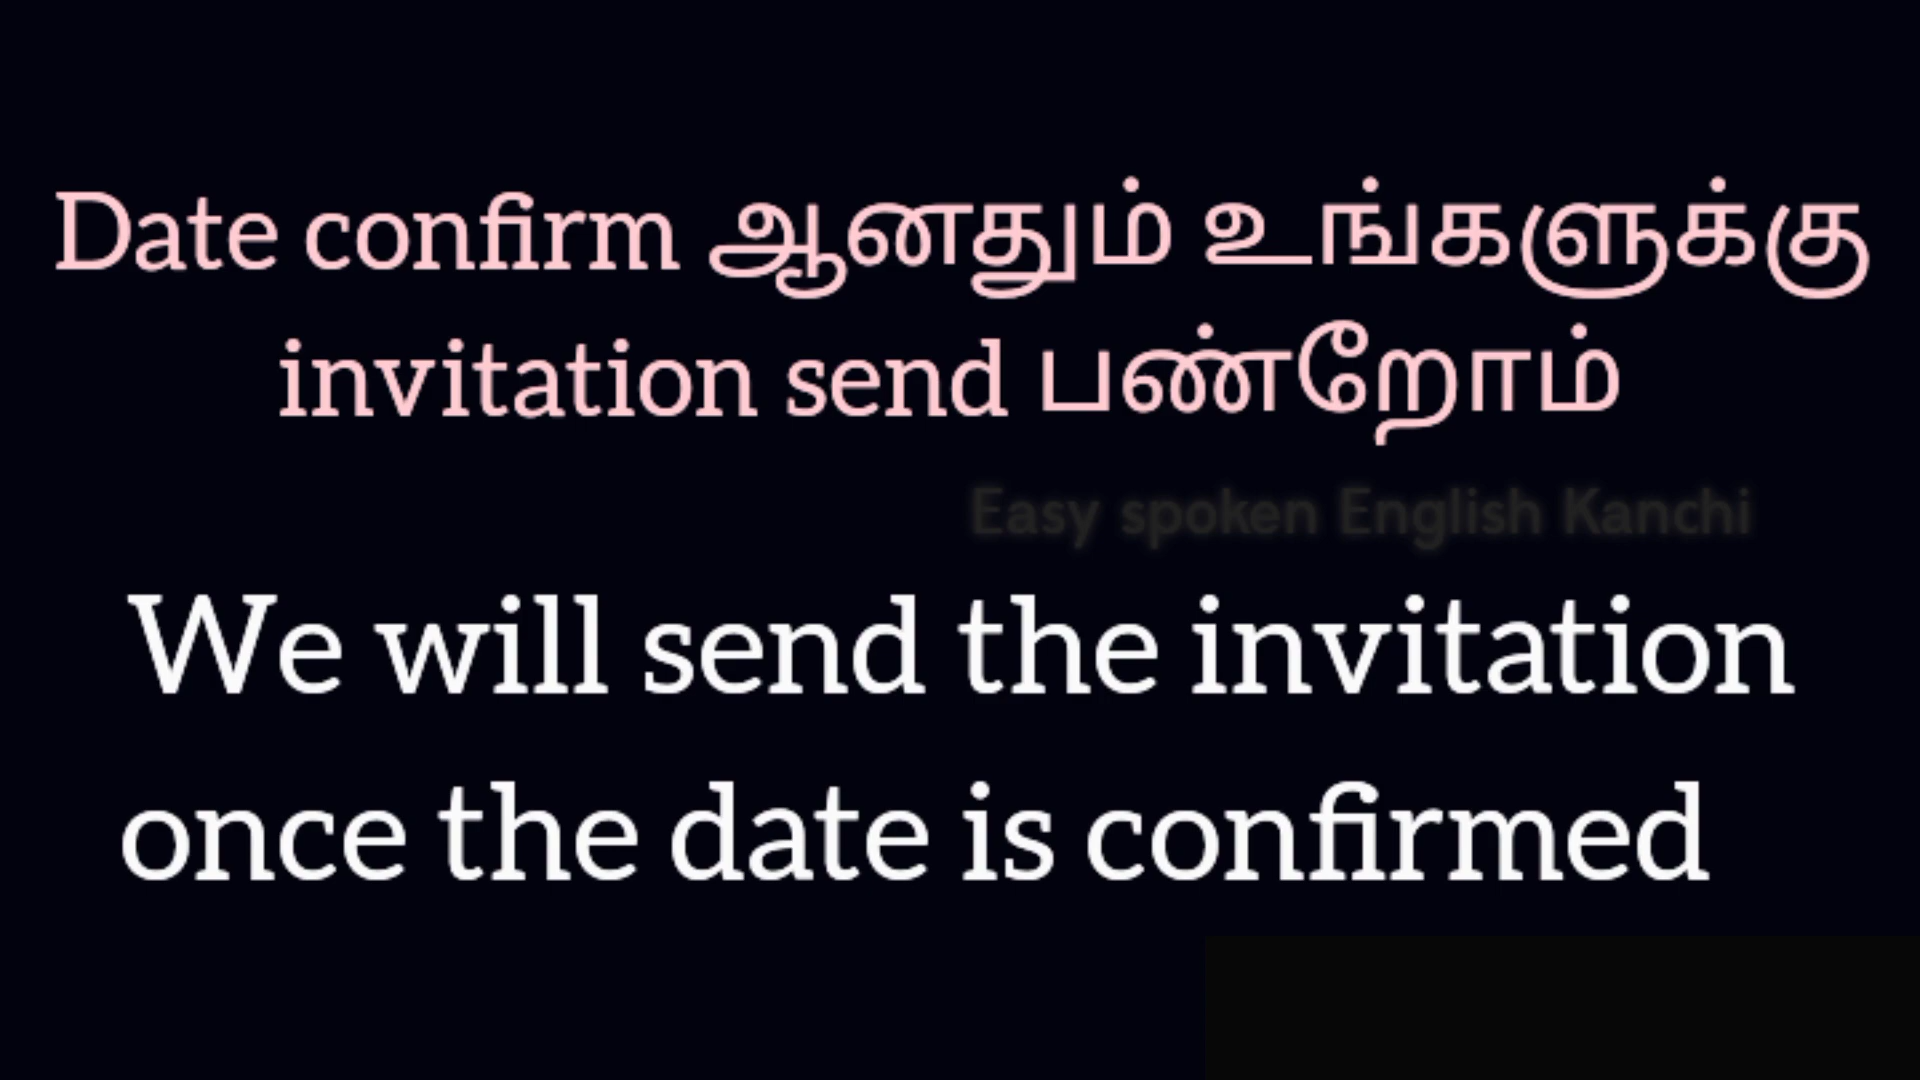 Date confirm ஆனதும் உங்களுக்கு
invitation send பண்றோம்
Easy spoken English Kanchi
We will send the invitation
once the date is confirmed